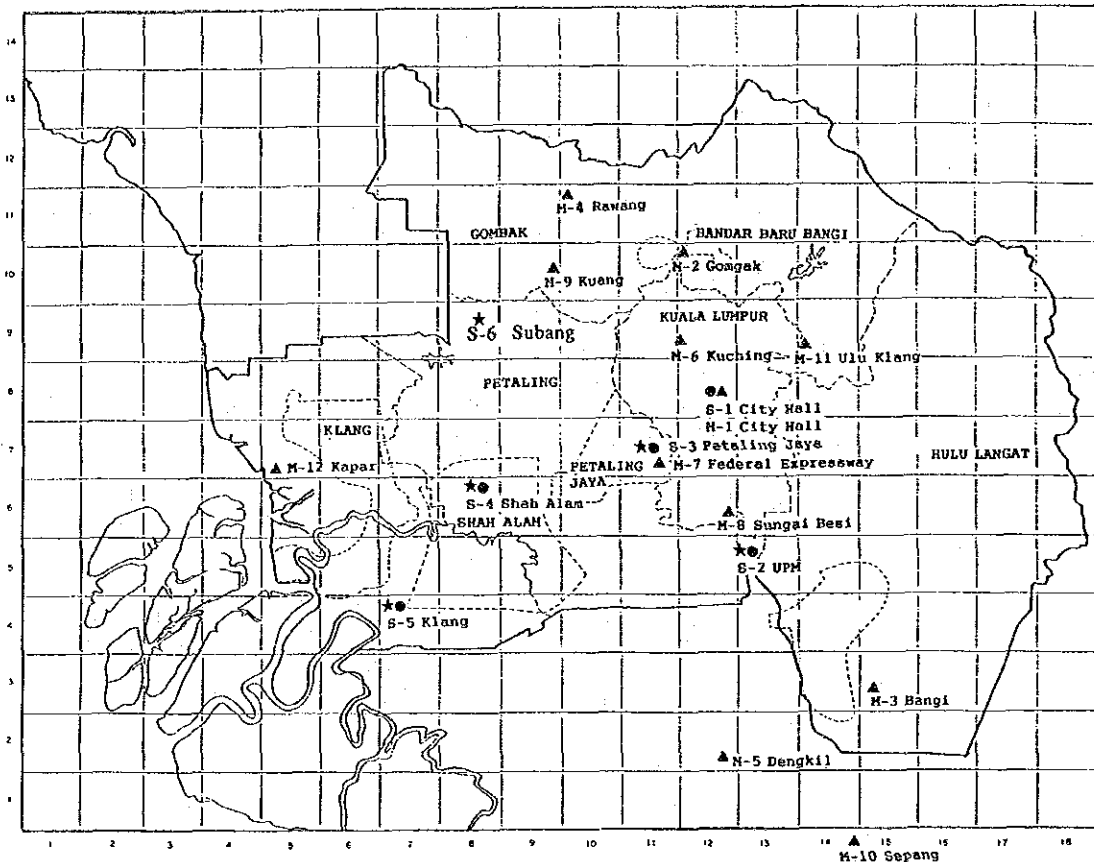 14
13
12
11
10
9
8
7
6
5
4
3
2
1
M-4 Rawang
GOMBAK
BANDAR BARU BANGI
M-2 Gomgak
M-9 Kuang
KUALA LUMPUR
S-6 Subang
M-6 Kuching
M-11 Ulu Klang
PETALING
S-1 City Hall
M-1 City Hall
KLANG
S-3 Petaling Jaya
HULU LANGAT
M-12 Kapar
PETALING
JAYA
M-7 Federal Expressway
S-4 Shah Alam
SHAH ALAM
M-8 Sungai Besi
S-2 UPM
S-5 Klang
M-3 Bangi
M-5 Dengkil
1 2 3 4 5 6 7 8 9 10 11 12 13 14 15 16 17 18
M-10 Sepang